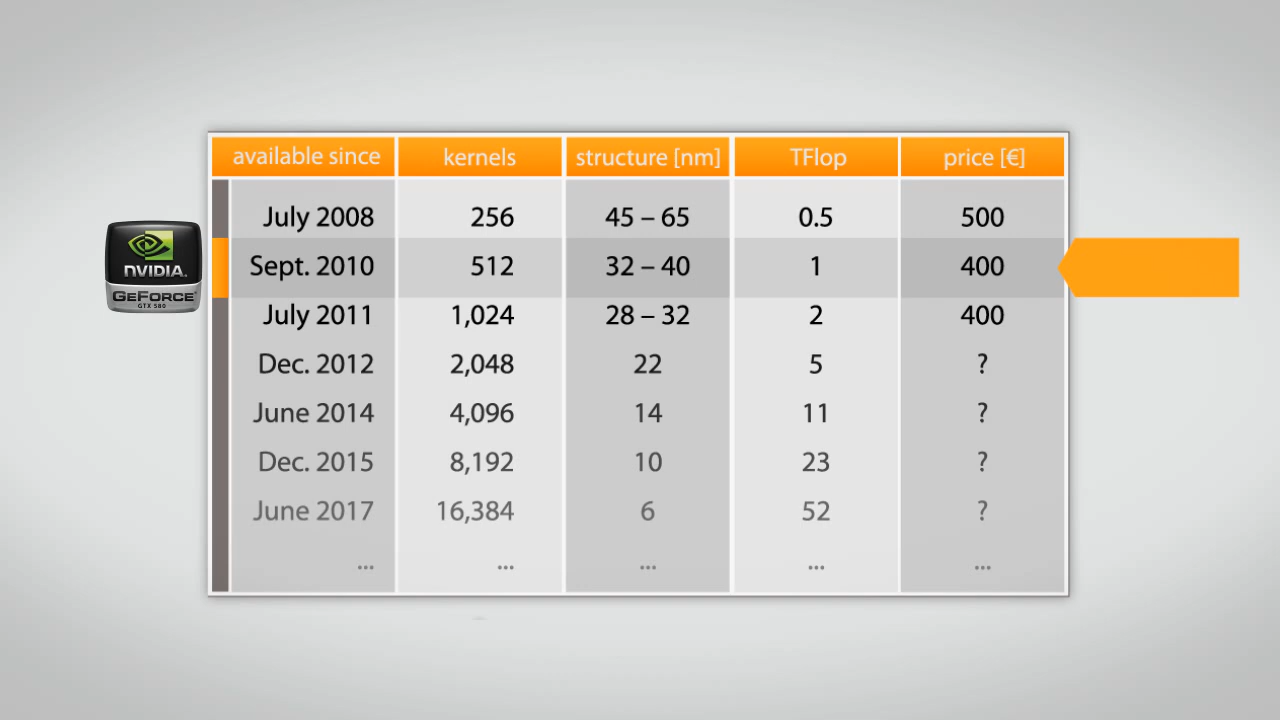 available since kernels structure [nm] TFlop price [€]
July 2008 256 45 – 65 0.5 500
Sept. 2010 512 32 – 40 1 400
July 2011 1,024 28 – 32 2 400
Dec. 2012 2,048 22 5 ?
June 2014 4,096 14 11 ?
Dec. 2015 8,192 10 23 ?
June 2017 16,384 6 52 ?
... ... ... ... ...
NVIDIA.
GEFORCE
GTX 580